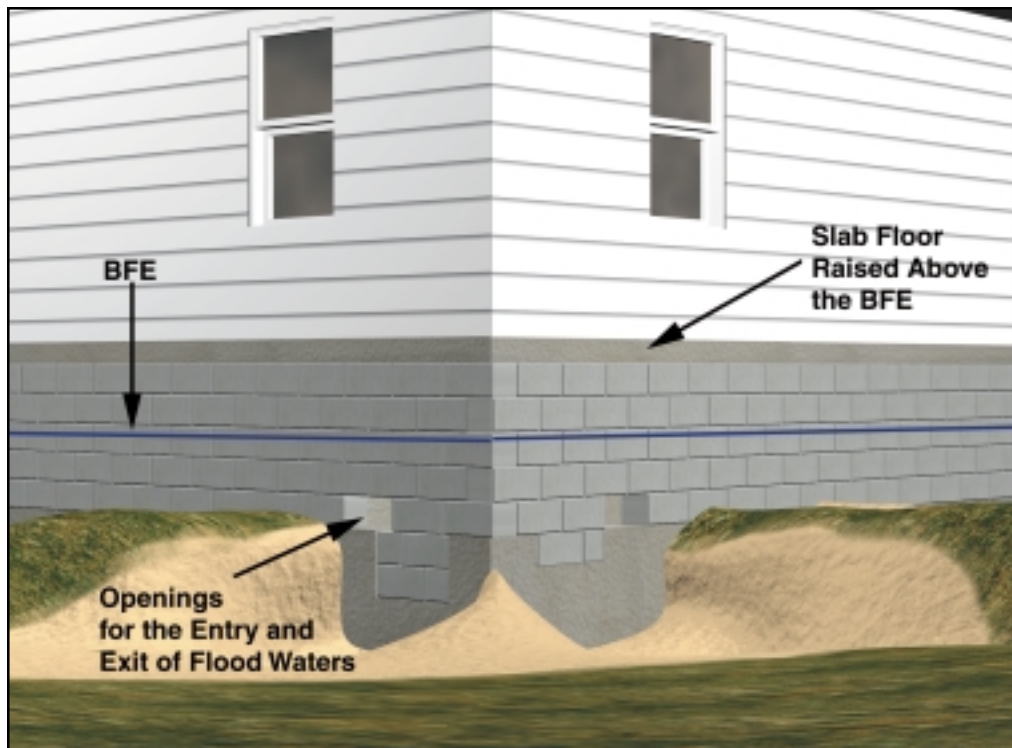 BFE
Slab Floor
Raised Above
the BFE
Openings
for the Entry and
Exit of Flood Waters